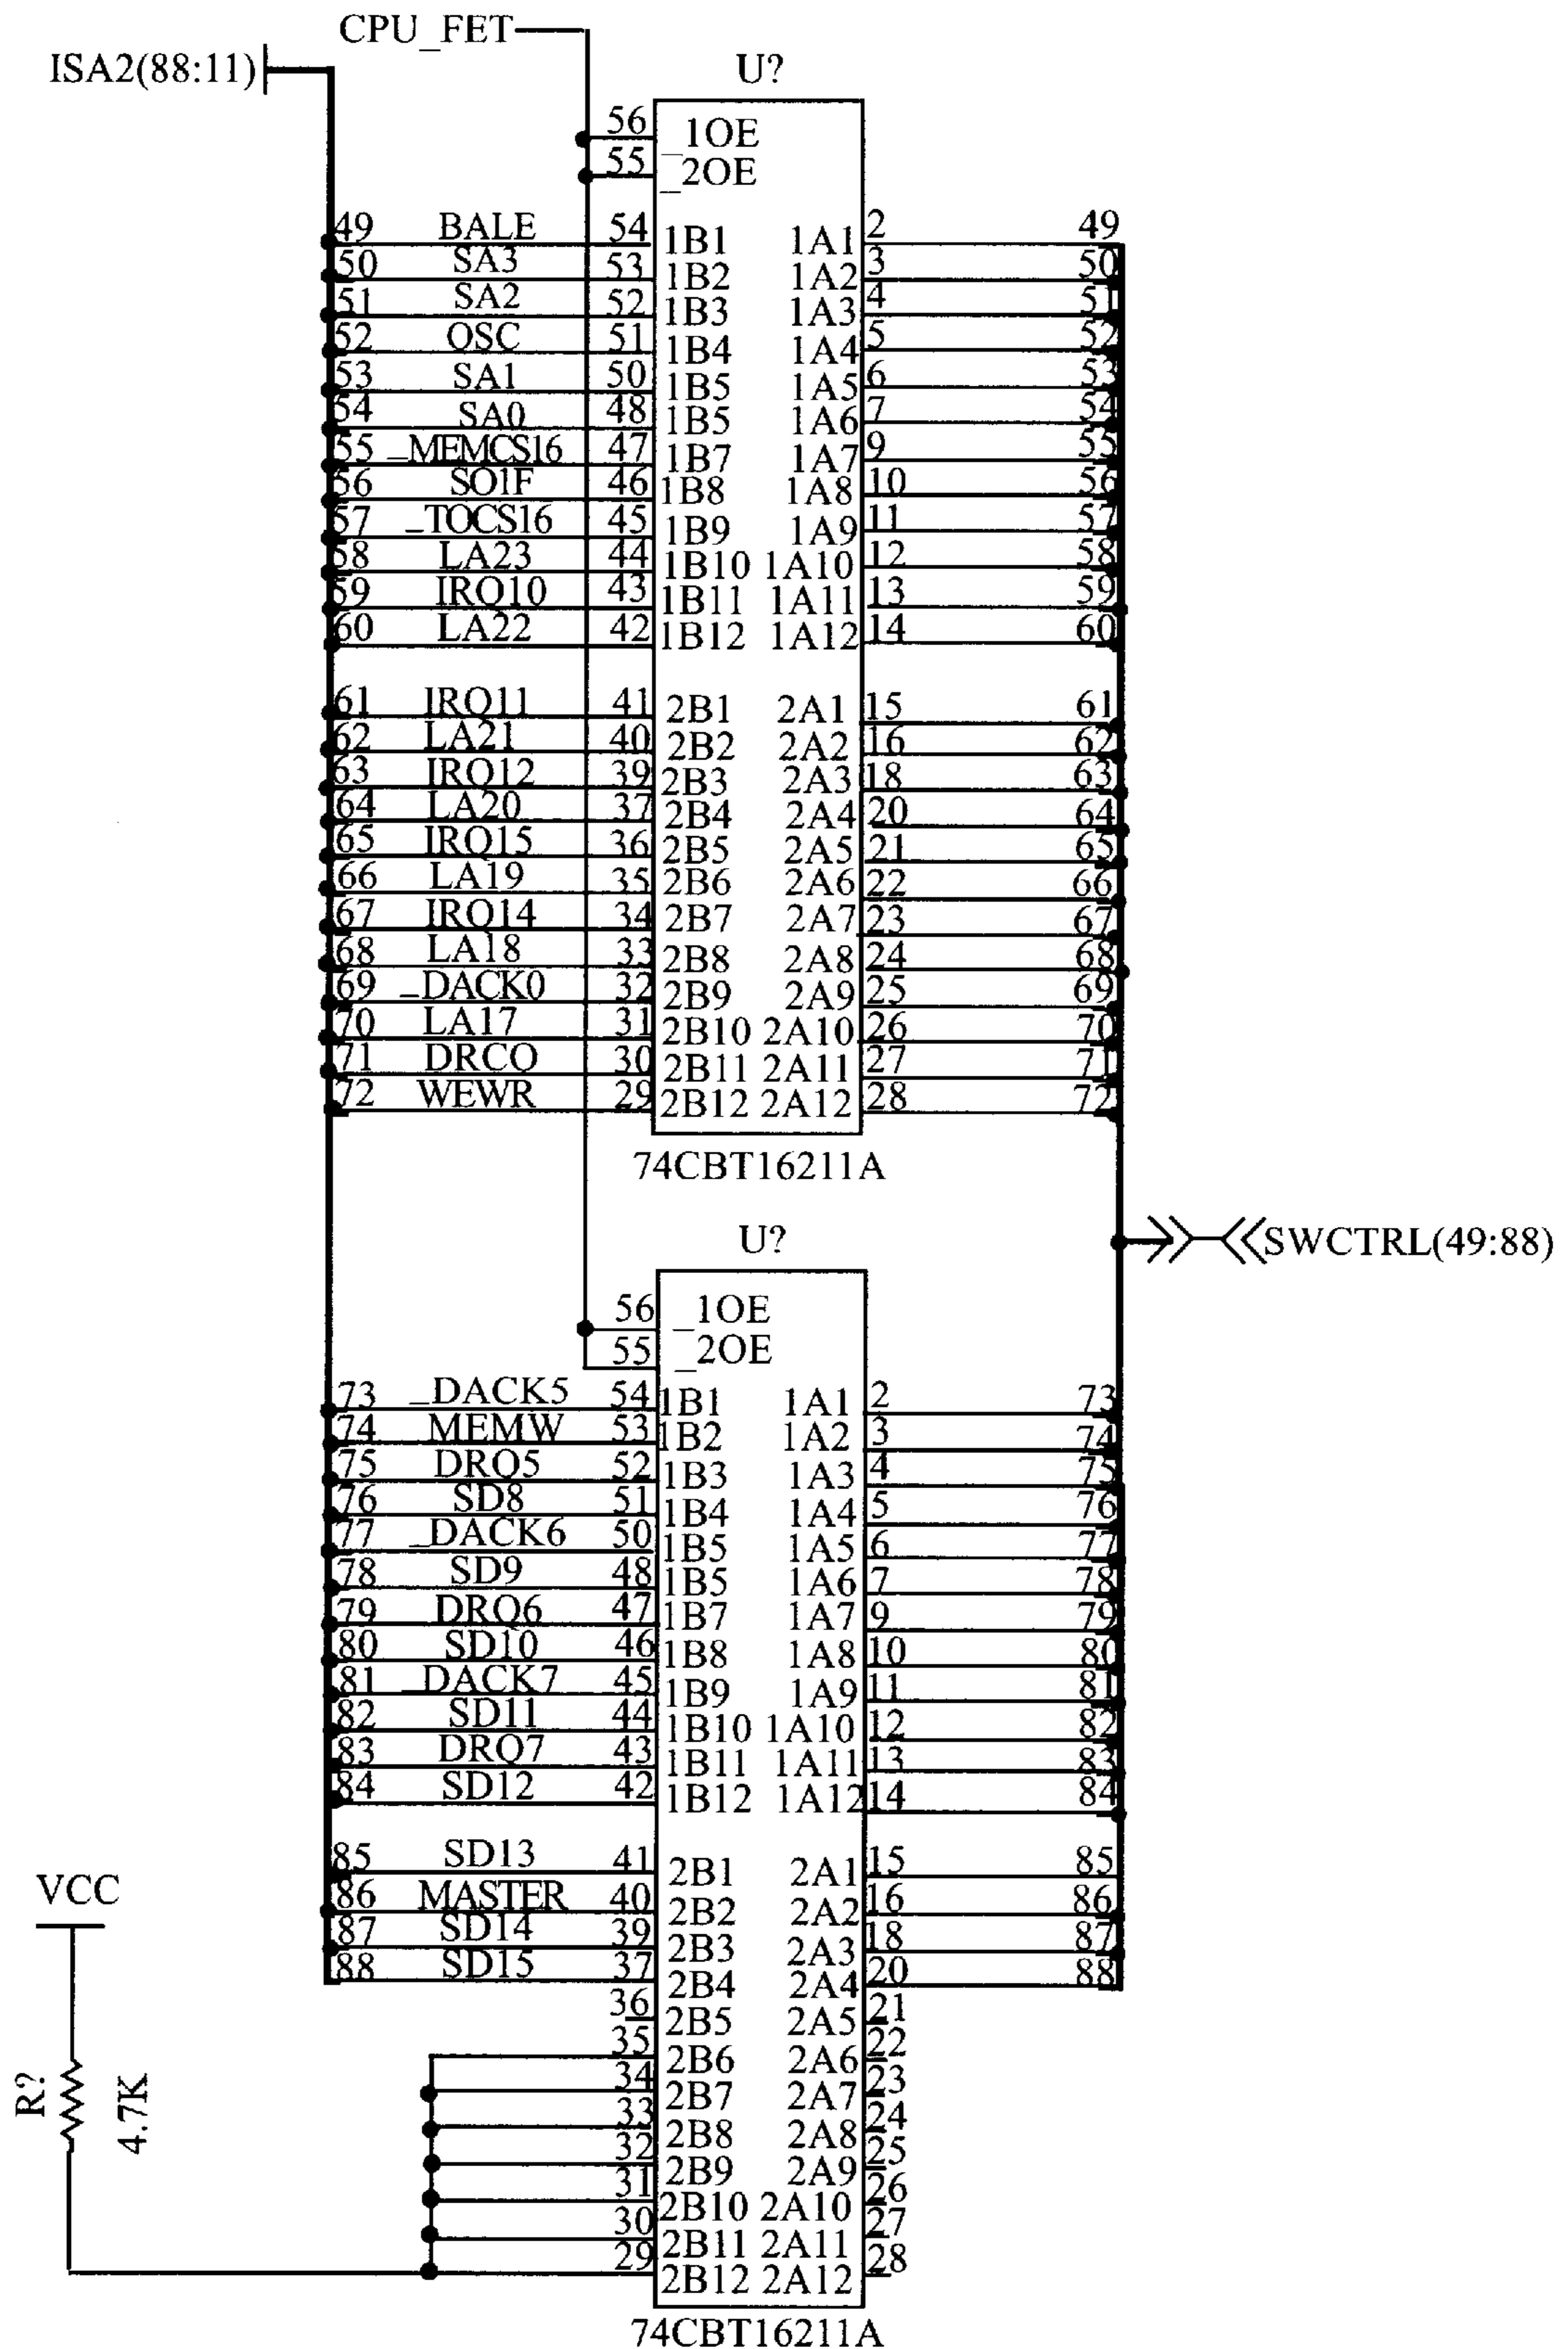 CPU_FET
ISA2(88:11)
U?
56 _1OE
55 _2OE
49 BALE 54 1B1 1A1 2 49
50 SA3 53 1B2 1A2 3 50
51 SA2 52 1B3 1A3 4 51
52 OSC 51 1B4 1A4 5 52
53 SA1 50 1B5 1A5 6 53
54 SA0 48 1B5 1A6 7 54
55 _MEMCS16 47 1B7 1A7 9 55
56 SO1F 46 1B8 1A8 10 56
57 _TOCS16 45 1B9 1A9 11 57
58 LA23 44 1B10 1A10 12 58
59 IRQ10 43 1B11 1A11 13 59
60 LA22 42 1B12 1A12 14 60
61 IRQ11 41 2B1 2A1 15 61
62 LA21 40 2B2 2A2 16 62
63 IRQ12 39 2B3 2A3 18 63
64 LA20 37 2B4 2A4 20 64
65 IRQ15 36 2B5 2A5 21 65
66 LA19 35 2B6 2A6 22 66
67 IRQ14 34 2B7 2A7 23 67
68 LA18 33 2B8 2A8 24 68
69 _DACK0 32 2B9 2A9 25 69
70 LA17 31 2B10 2A10 26 70
71 DRCQ 30 2B11 2A11 27 71
72 WEWR 29 2B12 2A12 28 72
74CBT16211A
U?
SWCTRL(49:88)
56 _1OE
55 _2OE
73 _DACK5 54 1B1 1A1 2 73
74 MEMW 53 1B2 1A2 3 74
75 DRQ5 52 1B3 1A3 4 75
76 SD8 51 1B4 1A4 5 76
77 _DACK6 50 1B5 1A5 6 77
78 SD9 48 1B5 1A6 7 78
79 DRQ6 47 1B7 1A7 9 79
80 SD10 46 1B8 1A8 10 80
81 _DACK7 45 1B9 1A9 11 81
82 SD11 44 1B10 1A10 12 82
83 DRQ7 43 1B11 1A11 13 83
84 SD12 42 1B12 1A12 14 84
85 SD13 41 2B1 2A1 15 85
VCC
86 MASTER 40 2B2 2A2 16 86
87 SD14 39 2B3 2A3 18 87
88 SD15 37 2B4 2A4 20 88
36 2B5 2A5 21
35 2B6 2A6 22
34 2B7 2A7 23
R?
4.7K
33 2B8 2A8 24
32 2B9 2A9 25
31 2B10 2A10 26
30 2B11 2A11 27
29 2B12 2A12 28
74CBT16211A